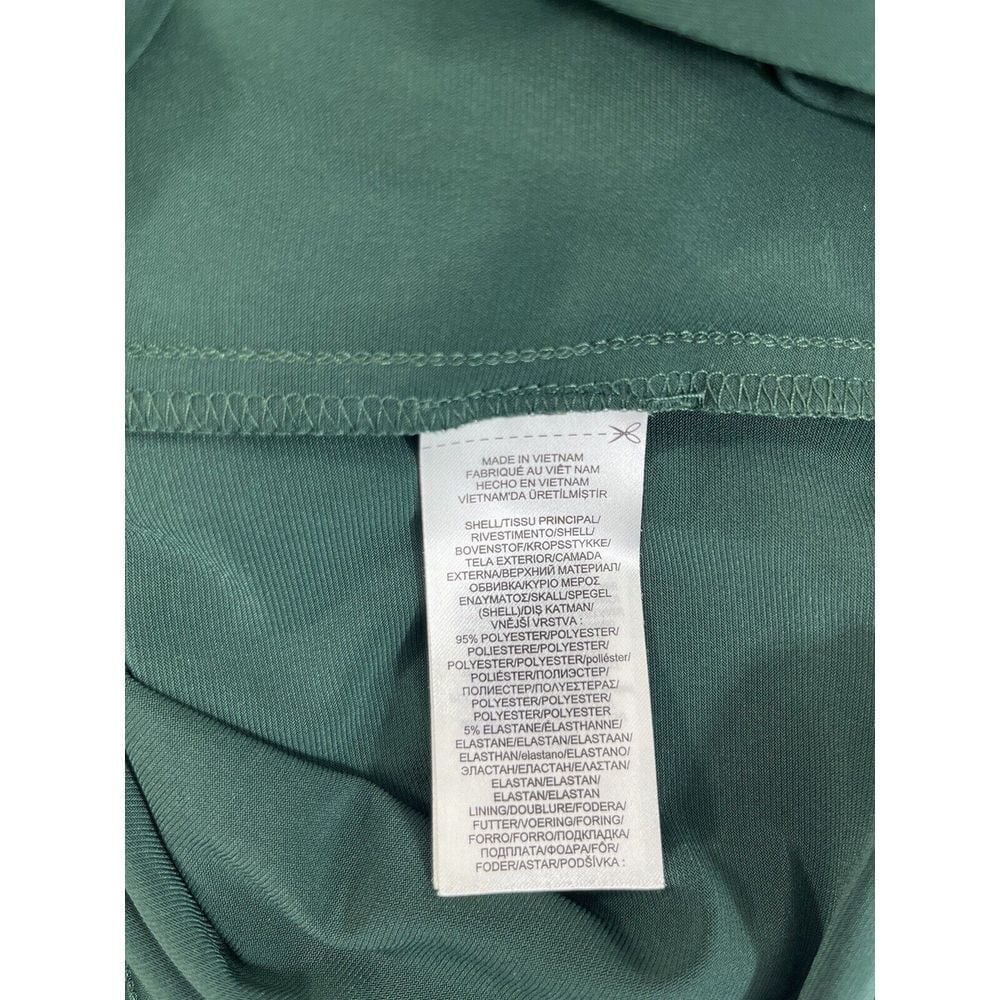 MADE IN VIETNAM
FABRIQUÉ AU VIÊT NAM
HECHO EN VIETNAM
VİETNAM'DA ÜRETİLMİŞTİR
SHELL/TISSU PRINCIPAL/
RIVESTIMENTO/SHELL/
BOVENSTOF/KROPSSTYKKE/
TELA EXTERIOR/CAMADA
EXTERNA/ВЕРХНИЙ МАТЕРИАЛ/
ОБВИВКА/ΚΥΡΙΟ ΜΕΡΟΣ
ΕΝΔΥΜΑΤΟΣ/SKALL/SPEGEL
(SHELL)/DIŞ KATMAN/
VNĚJŠÍ VRSTVA :
95% POLYESTER/POLYESTER/
POLIESTERE/POLYESTER/
POLYESTER/POLYESTER/poliéster/
POLIÉSTER/ПОЛИЭСТЕР/
ПОЛИЕСТЕР/ΠΟΛΥΕΣΤΕΡΑΣ/
POLYESTER/POLYESTER/
POLYESTER/POLYESTER
5% ELASTANE/ÉLASTHANNE/
ELASTANE/ELASTAN/ELASTAAN/
ELASTHAN/elastano/ELASTANO/
ЭЛАСТАН/ЕЛАСТАН/ΕΛΑΣΤΑΝ/
ELASTAN/ELASTAN/
ELASTAN/ELASTAN
LINING/DOUBLURE/FODERA/
FUTTER/VOERING/FORING/
FORRO/FORRO/ПОДКЛАДКА/
ПОДПЛАТА/ΦΟΔΡΑ/FÔR/
FODER/ASTAR/PODŠÍVKA :